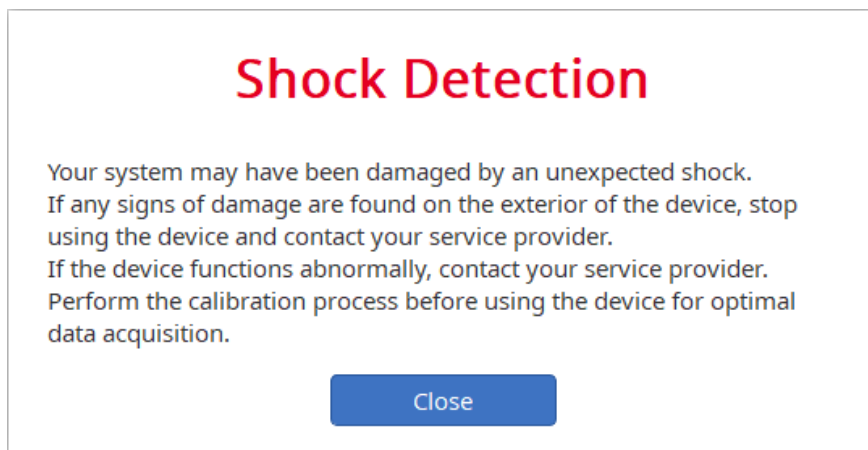 Shock Detection
Your system may have been damaged by an unexpected shock.
If any signs of damage are found on the exterior of the device, stop
using the device and contact your service provider.
If the device functions abnormally, contact your service provider.
Perform the calibration process before using the device for optimal
data acquisition.
Close